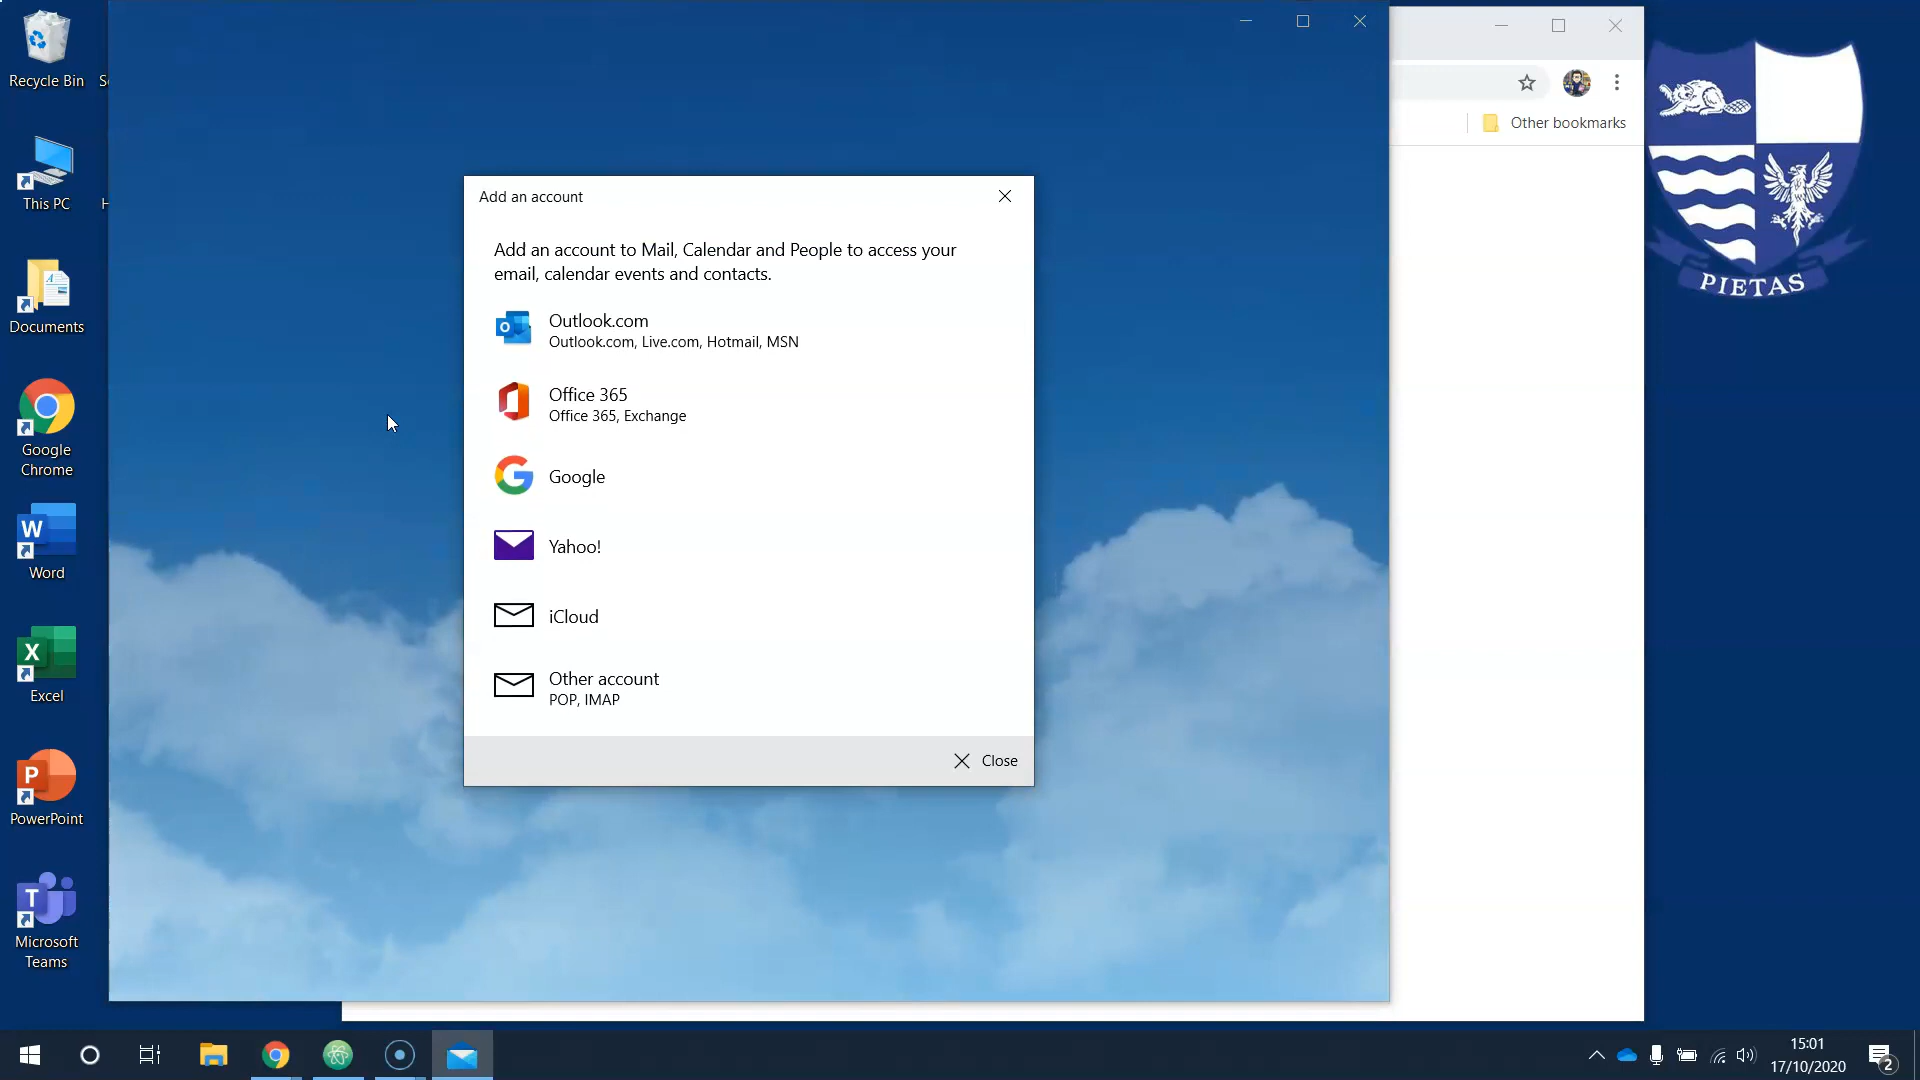 Recycle Bin
This PC
Documents
Google
Chrome
Word
Excel
PowerPoint
Microsoft
Teams
Add an account
Add an account to Mail, Calendar and People to access your
email, calendar events and contacts.
Outlook.com
Outlook.com, Live.com, Hotmail, MSN
Office 365
Office 365, Exchange
Google
Yahoo!
iCloud
Other account
POP, IMAP
Close
Other bookmarks
PIETAS
15:01
17/10/2020
2